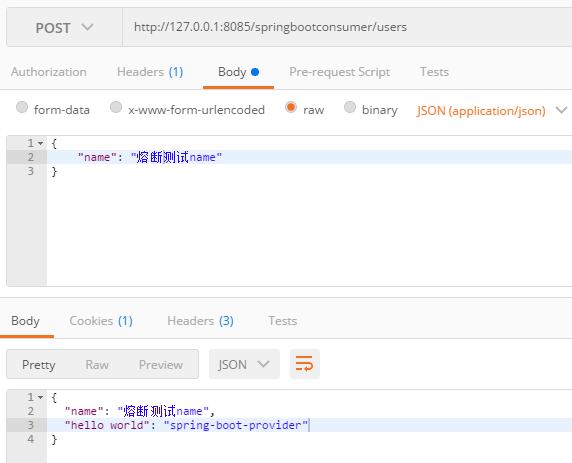 POST http://127.0.0.1:8085/springbootconsumer/users
Authorization Headers (1) Body Pre-request Script Tests
form-data x-www-form-urlencoded raw binary JSON (application/json)
1 {
2 "name": "熔断测试name"
3 }
Body Cookies (1) Headers (3) Tests
Pretty Raw Preview JSON
1 {
2 "name": "熔断测试name",
3 "hello world": "spring-boot-provider"
4 }